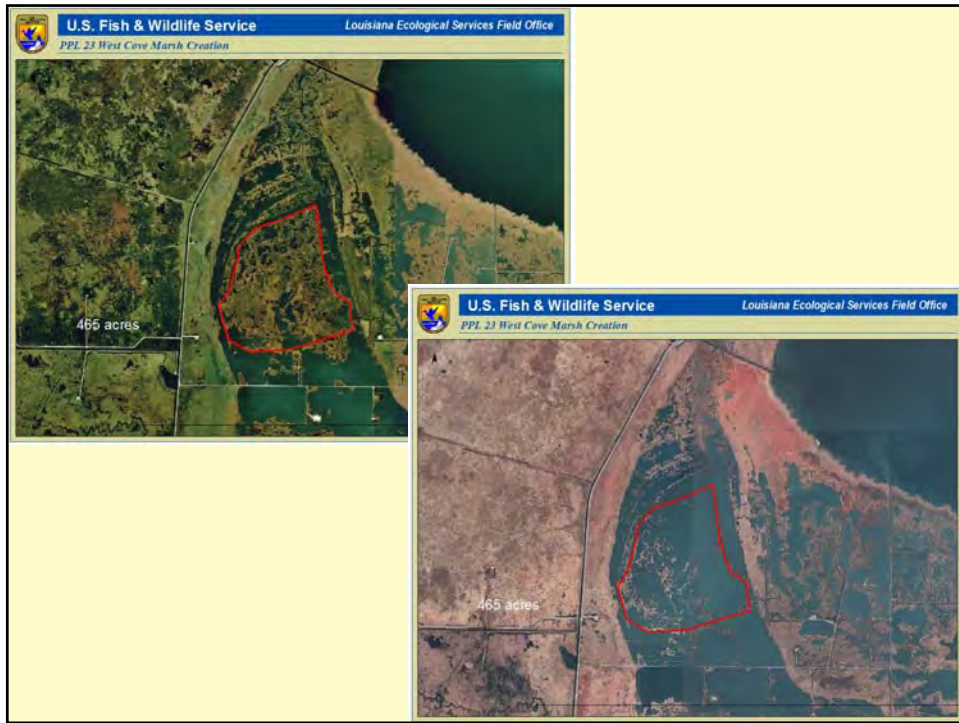 U.S. Fish & Wildlife Service Louisiana Ecological Services Field Office
PPL 23 West Cove Marsh Creation
465 acres
U.S. Fish & Wildlife Service Louisiana Ecological Services Field Office
PPL 23 West Cove Marsh Creation
465 acres